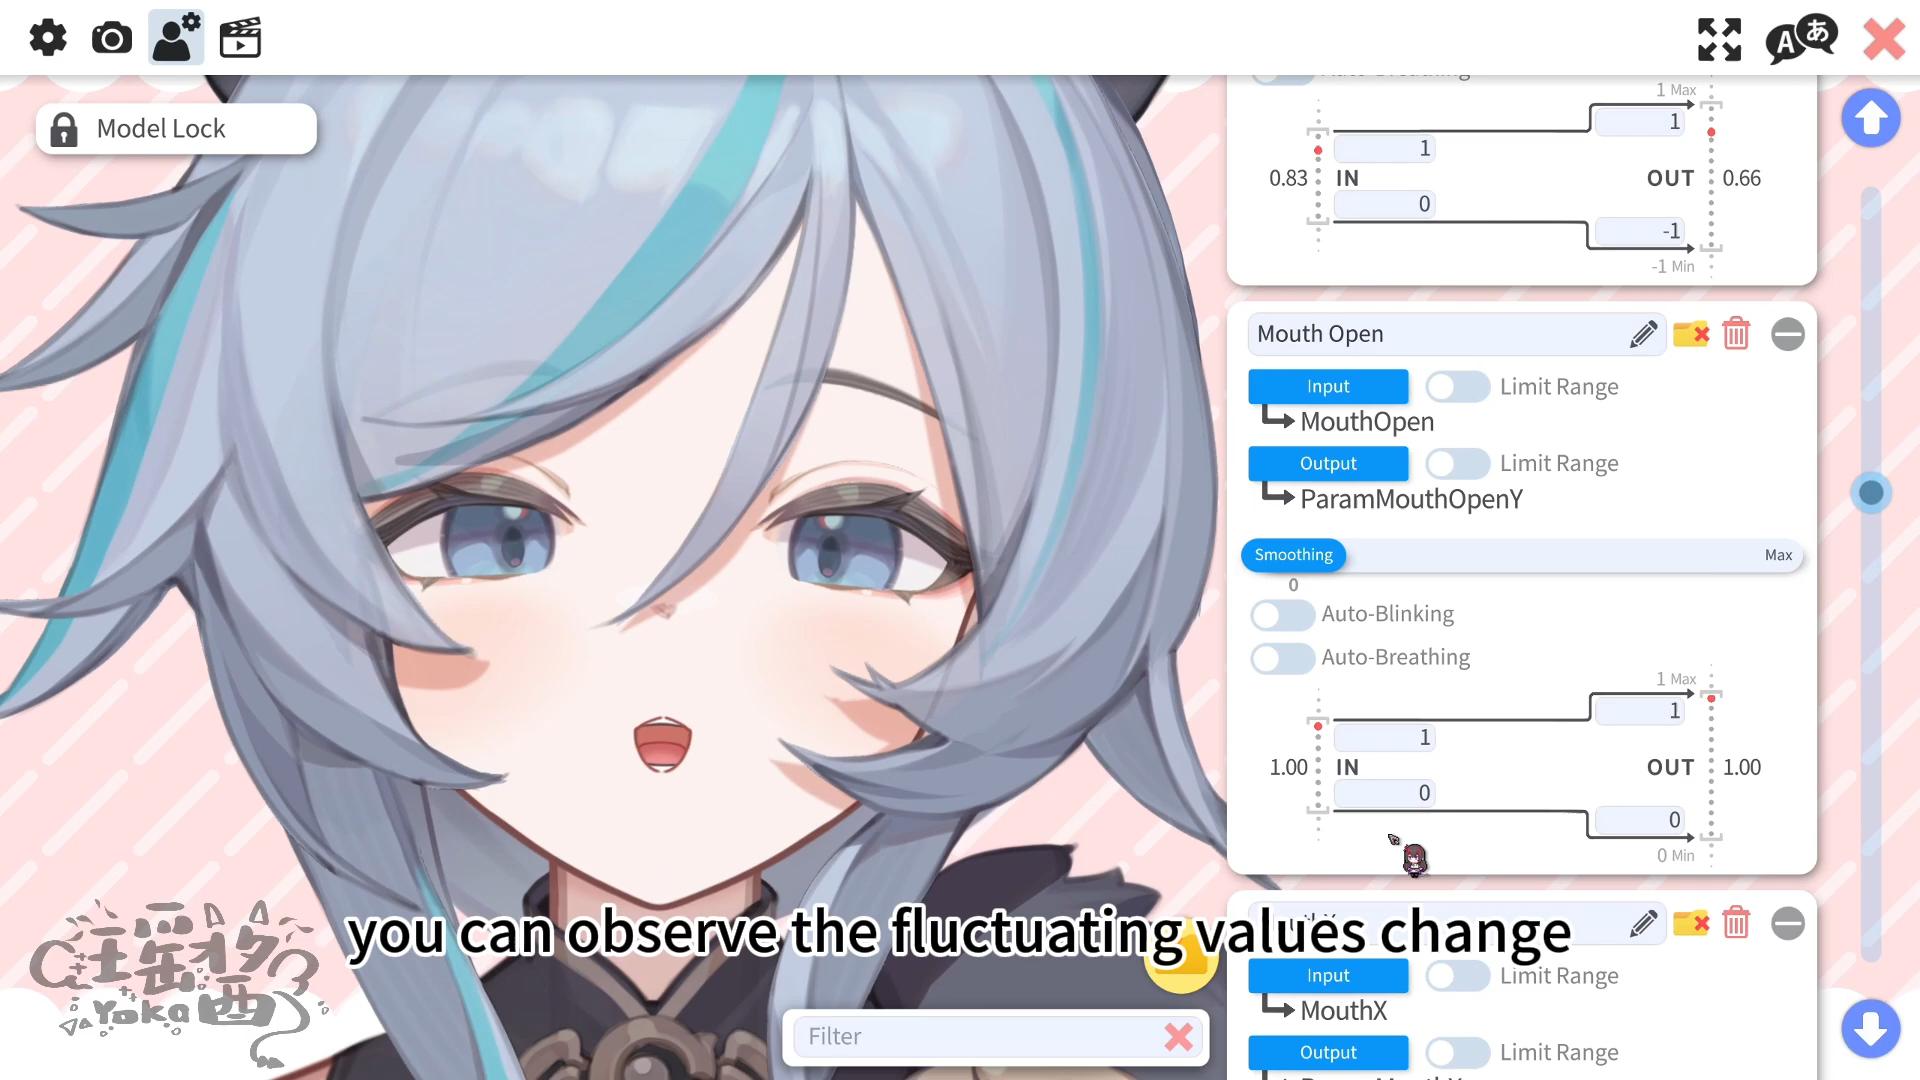 Model Lock
1 Max
1
1
0.83
IN
OUT
0.66
0
-1
-1 Min
Mouth Open
Input
Limit Range
MouthOpen
Output
Limit Range
ParamMouthOpenY
Smoothing
Max
0
Auto-Blinking
Auto-Breathing
1 Max
1
1
1.00
IN
OUT
1.00
0
0
0 Min
you can observe the fluctuating values change
Input
Limit Range
MouthX
Output
Limit Range
Filter
Yoka
A あ